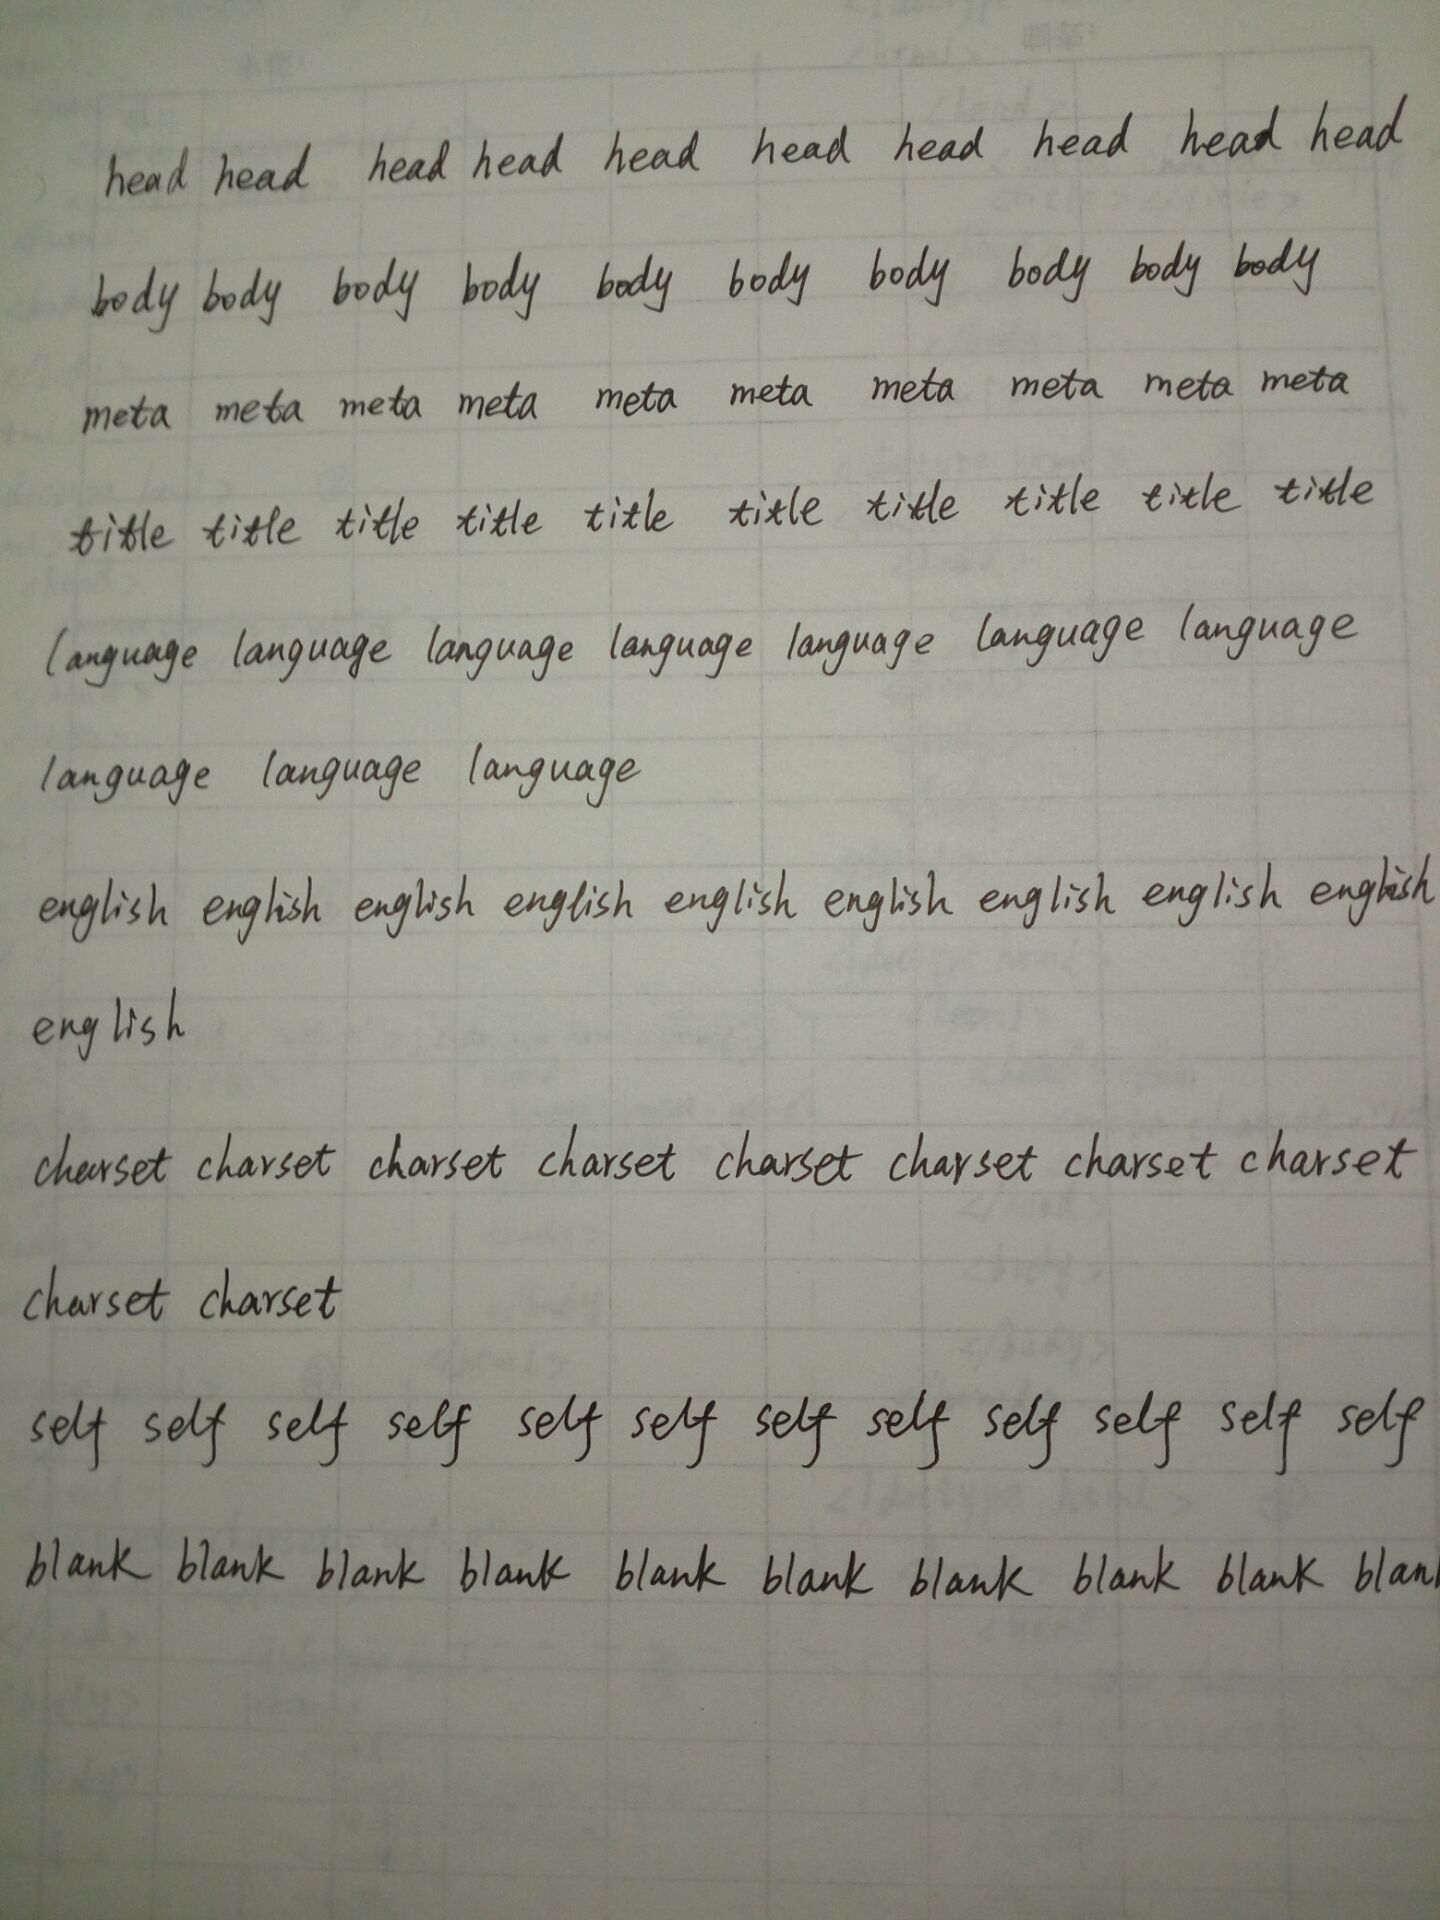 head head head head head head head head head head
body body body body body body body body body body
meta meta meta meta meta meta meta meta meta meta
title title title title title title title title title title
language language language language language language language
language language language
english english english english english english english english english
english
charset charset charset charset charset charset charset charset
charset charset
self self self self self self self self self self self self
blank blank blank blank blank blank blank blank blank blank